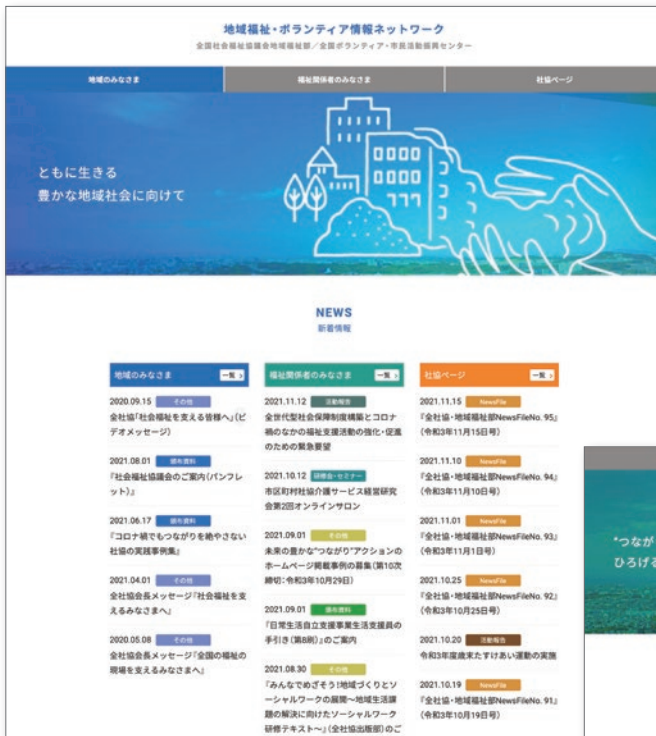 地域福祉・ボランティア情報ネットワーク
全国社会福祉協議会地域福祉部／全国ボランティア・市民活動振興センター
地域のみなさま
福祉関係者のみなさま
社協ページ
ともに生きる
豊かな地域社会に向けて
NEWS
新着情報
地域のみなさま 一覧
2020.09.15 その他
全社協「社会福祉を支える皆様へ」(ビ
デオメッセージ)
2021.08.01 頒布資料
『社会福祉協議会のご案内(パンフレ
ット)』
2021.06.17 頒布資料
『コロナ禍でもつながりを絶やさない
社協の実践事例集』
2021.04.01 その他
全社協会長メッセージ『社会福祉を支
えるみなさまへ』
2020.05.08 その他
全社協会長メッセージ『全国の福祉の
現場を支えるみなさまへ』
福祉関係者のみなさま 一覧
2021.11.12 活動報告
全世代型社会保障制度構築とコロナ
禍のなかの福祉支援活動の強化・促進
のための緊急要望
2021.10.12 研修会・セミナー
市区町村社協介護サービス経営研究
会第2回オンラインサロン
2021.09.01 その他
未来の豊かな"つながり"アクションの
ホームページ掲載事例の募集(第10次
締切：令和3年10月29日)
2021.09.01 頒布資料
『日常生活自立支援事業生活支援員の
手引き(第8刷)』のご案内
2021.08.30 その他
『みんなでめざそう！地域づくりとソ
ーシャルワークの展開～地域生活課
題の解決に向けたソーシャルワーク
研修テキスト～』(全社協出版部)のご
社協ページ 一覧
2021.11.15 NewsFile
『全社協・地域福祉部NewsFileNo. 95』
(令和3年11月15日号)
2021.11.10 NewsFile
『全社協・地域福祉部NewsFileNo. 94』
(令和3年11月10日号)
2021.11.01 NewsFile
『全社協・地域福祉部NewsFileNo. 93』
(令和3年11月1日号)
2021.10.25 NewsFile
『全社協・地域福祉部NewsFileNo. 92』
(令和3年10月25日号)
2021.10.20 活動報告
令和3年度歳末たすけあい運動の実施
2021.10.19 NewsFile
『全社協・地域福祉部NewsFileNo. 91』
(令和3年10月19日号)
"つなが
ひろげる